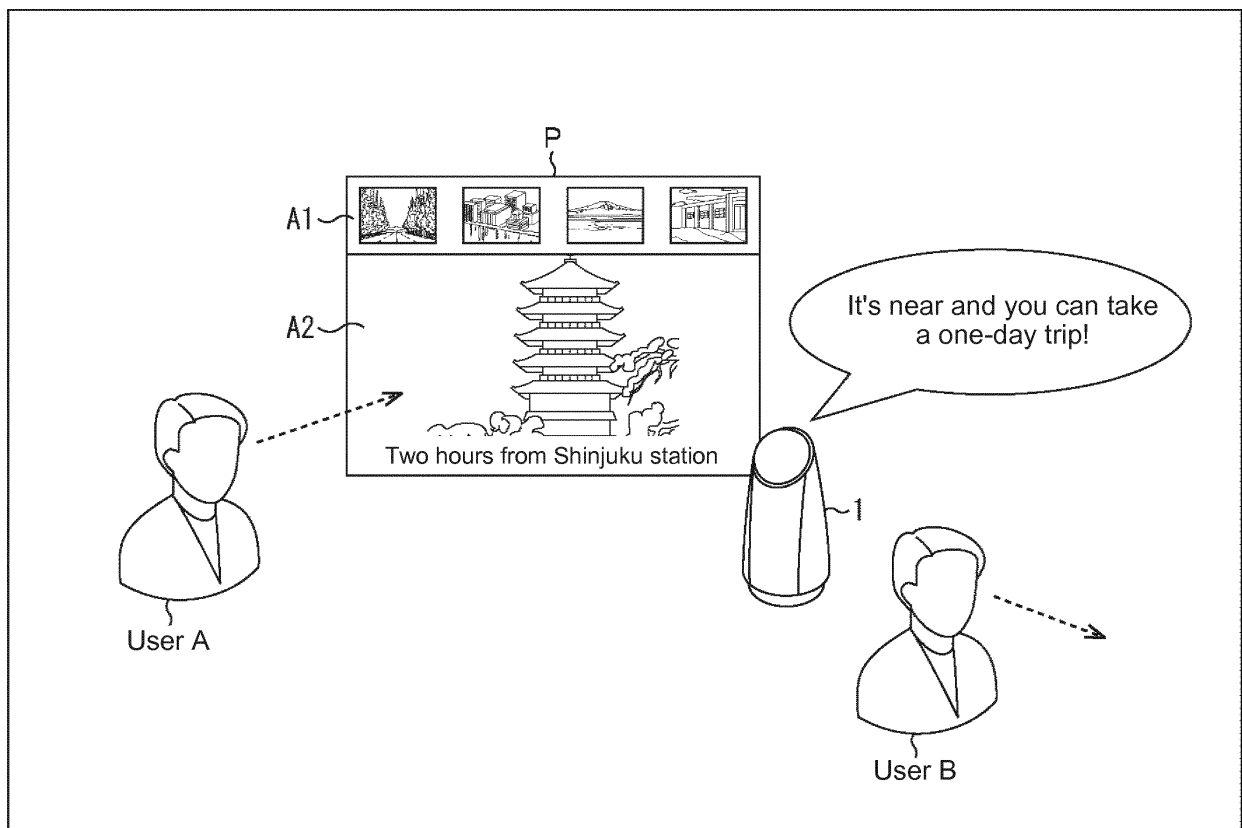 P
A1
A2
It's near and you can take
a one-day trip!
Two hours from Shinjuku station
1
User A
User B